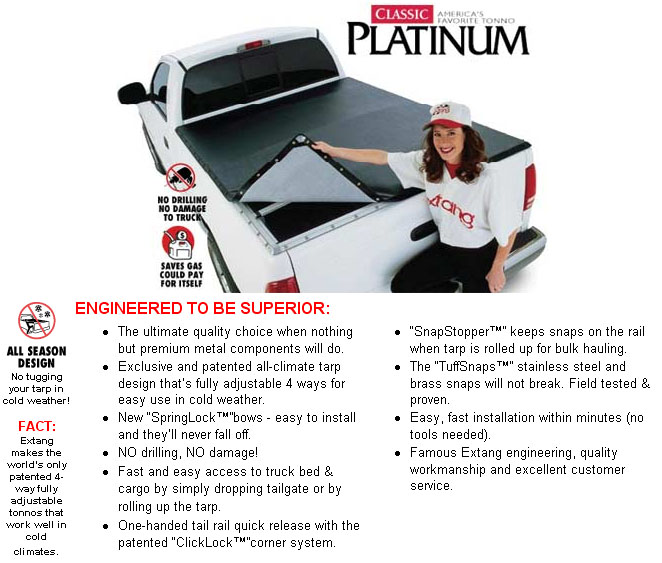 CLASSIC
AMERICA'S
FAVORITE TONNO
PLATINUM
NO DRILLING
NO DAMAGE
TO TRUCK
SAVES GAS
COULD PAY
FOR ITSELF
Xtang
ENGINEERED TO BE SUPERIOR:
ALL SEASON
DESIGN
No tugging
your tarp in
cold weather!
FACT:
Extang
makes the
world's only
patented 4-
way fully
adjustable
tonnos that
work well in
cold
climates.
• The ultimate quality choice when nothing
but premium metal components will do.
• Exclusive and patented all-climate tarp
design that's fully adjustable 4 ways for
easy use in cold weather.
• New "SpringLock™"bows - easy to install
and they'll never fall off.
• NO drilling, NO damage!
• Fast and easy access to truck bed &
cargo by simply dropping tailgate or by
rolling up the tarp.
• One-handed tail rail quick release with the
patented "ClickLock™"corner system.
• "SnapStopper™" keeps snaps on the rail
when tarp is rolled up for bulk hauling.
• The "TuffSnaps™" stainless steel and
brass snaps will not break. Field tested &
proven.
• Easy, fast installation within minutes (no
tools needed).
• Famous Extang engineering, quality
workmanship and excellent customer
service.